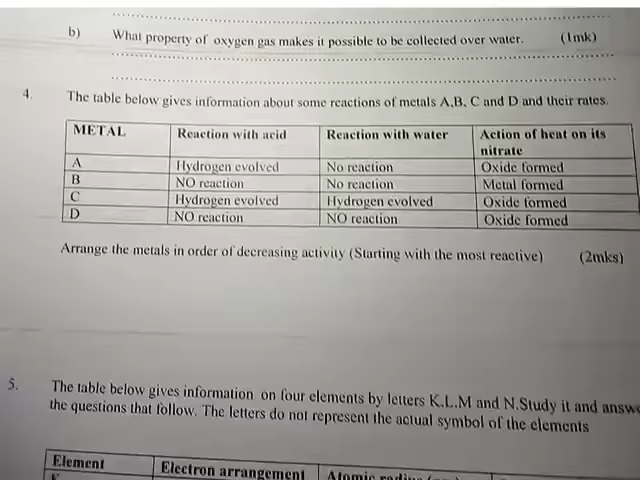 b) What property of oxygen gas makes it possible to be collected over water. (1mk)
4. The table below gives information about some reactions of metals A,B, C and D and their rates.
METAL Reaction with acid Reaction with water Action of heat on its nitrate
A Hydrogen evolved No reaction Oxide formed
B NO reaction No reaction Metal formed
C Hydrogen evolved Hydrogen evolved Oxide formed
D NO reaction NO reaction Oxide formed
Arrange the metals in order of decreasing activity (Starting with the most reactive) (2mks)
5. The table below gives information on four elements by letters K.L.M and N.Study it and answ
the questions that follow. The letters do not represent the actual symbol of the elements
Element Electron arrangement Atomic